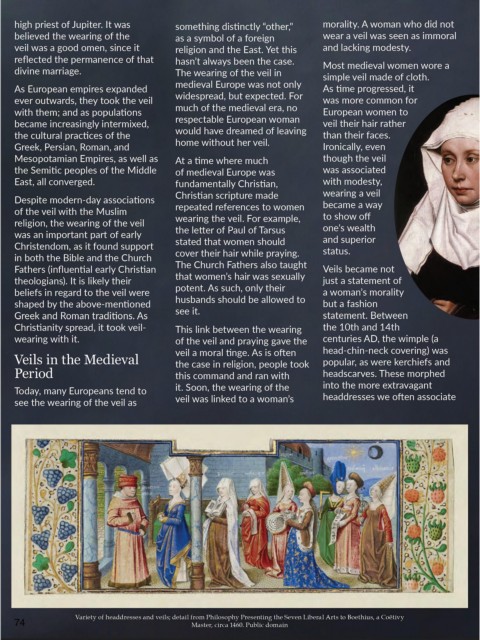 high priest of Jupiter. It was
believed the wearing of the
veil was a good omen, since it
reflected the permanence of that
divine marriage.
As European empires expanded
ever outwards, they took the veil
with them; and as populations
became increasingly intermixed,
the cultural practices of the
Greek, Persian, Roman, and
Mesopotamian Empires, as well as
the Semitic peoples of the Middle
East, all converged.
Despite modern-day associations
of the veil with the Muslim
religion, the wearing of the veil
was an important part of early
Christendom, as it found support
in both the Bible and the Church
Fathers (influential early Christian
theologians). It is likely their
beliefs in regard to the veil were
shaped by the above-mentioned
Greek and Roman traditions. As
Christianity spread, it took veil-
wearing with it.
Veils in the Medieval
Period
Today, many Europeans tend to
see the wearing of the veil as
something distinctly “other,”
as a symbol of a foreign
religion and the East. Yet this
hasn’t always been the case.
The wearing of the veil in
medieval Europe was not only
widespread, but expected. For
much of the medieval era, no
respectable European woman
would have dreamed of leaving
home without her veil.
At a time where much
of medieval Europe was
fundamentally Christian,
Christian scripture made
repeated references to women
wearing the veil. For example,
the letter of Paul of Tarsus
stated that women should
cover their hair while praying.
The Church Fathers also taught
that women’s hair was sexually
potent. As such, only their
husbands should be allowed to
see it.
This link between the wearing
of the veil and praying gave the
veil a moral tinge. As is often
the case in religion, people took
this command and ran with
it. Soon, the wearing of the
veil was linked to a woman’s
morality. A woman who did not
wear a veil was seen as immoral
and lacking modesty.
Most medieval women wore a
simple veil made of cloth.
As time progressed, it
was more common for
European women to
veil their hair rather
than their faces.
Ironically, even
though the veil
was associated
with modesty,
wearing a veil
became a way
to show off
one’s wealth
and superior
status.
Veils became not
just a statement of
a woman’s morality
but a fashion
statement. Between
the 10th and 14th
centuries AD, the wimple (a
head-chin-neck covering) was
popular, as were kerchiefs and
headscarves. These morphed
into the more extravagant
headdresses we often associate
Variety of headdresses and veils; detail from Philosophy Presenting the Seven Liberal Arts to Boethius, a Coëtivy
Master, circa 1460. Public domain
74